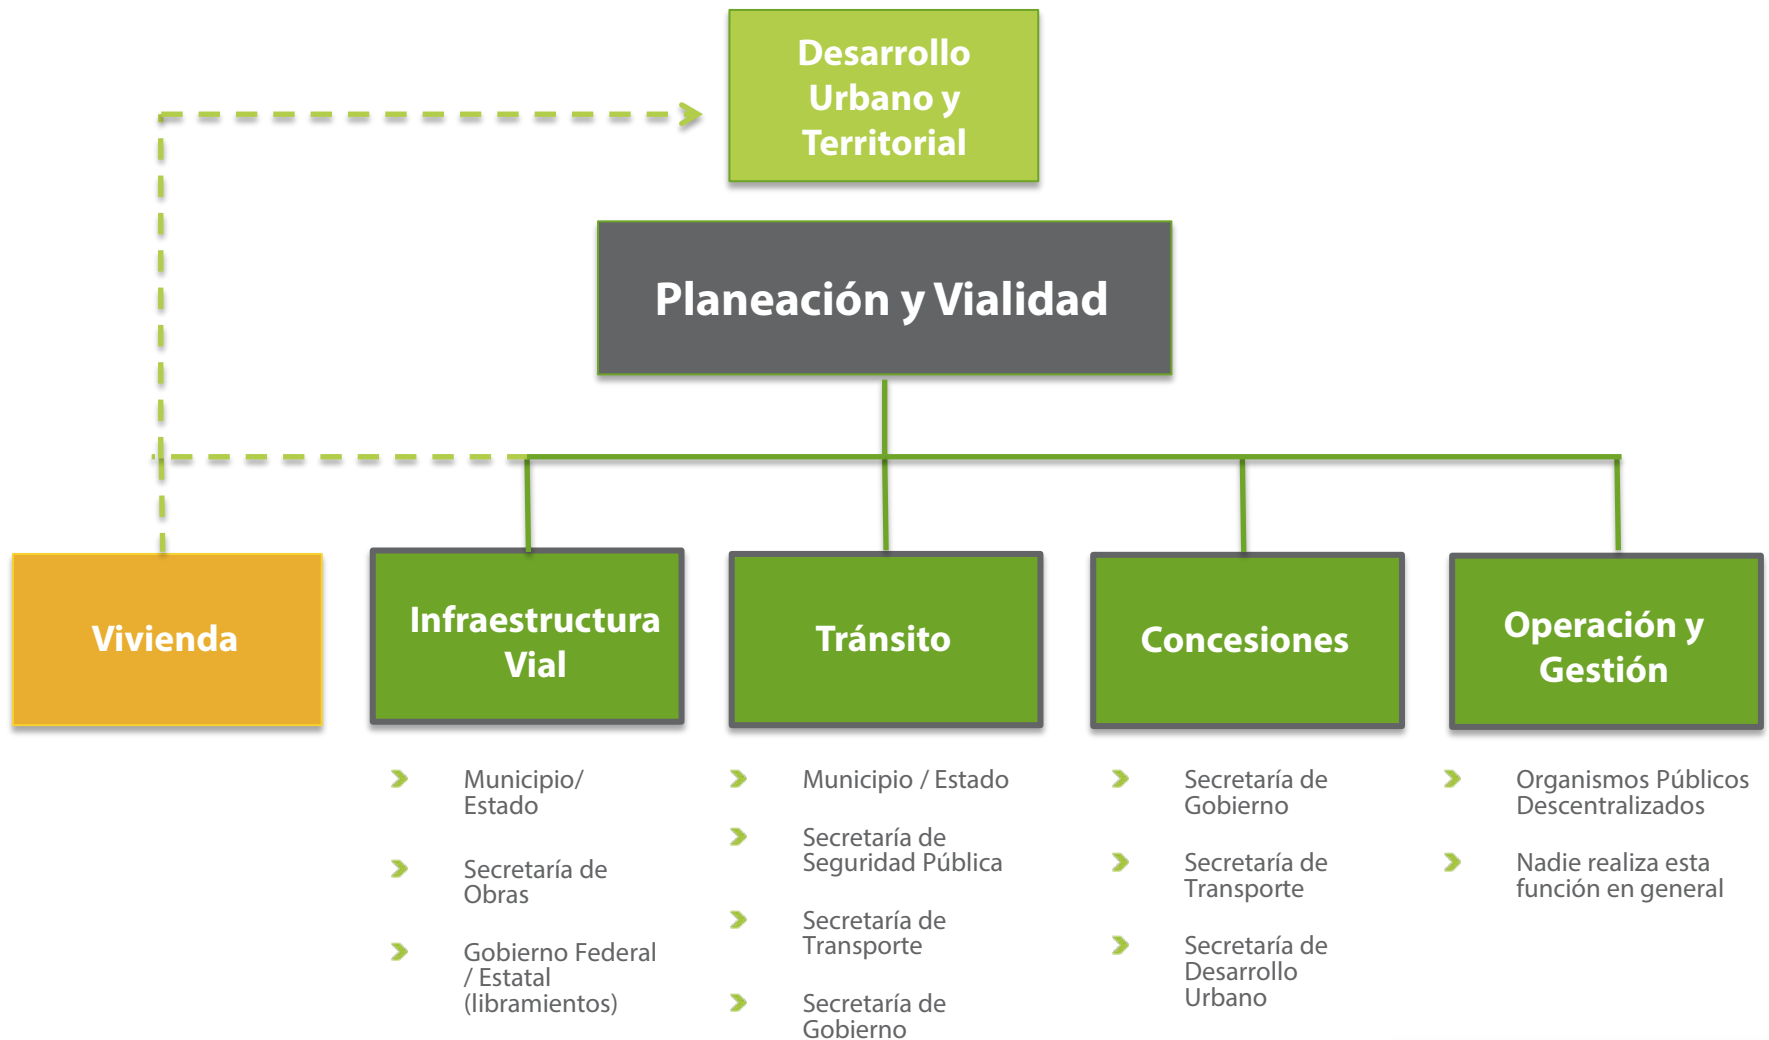 Desarrollo
Urbano y
Territorial
Planeación y Vialidad
Vivienda
Infraestructura
Vial
Tránsito
Concesiones
Operación y
Gestión
Municipio/
Estado
Secretaría de
Obras
Gobierno Federal
/ Estatal
(libramientos)
Municipio / Estado
Secretaría de
Seguridad Pública
Secretaría de
Transporte
Secretaría de
Gobierno
Secretaría de
Gobierno
Secretaría de
Transporte
Secretaría de
Desarrollo
Urbano
Organismos Públicos
Descentralizados
Nadie realiza esta
función en general